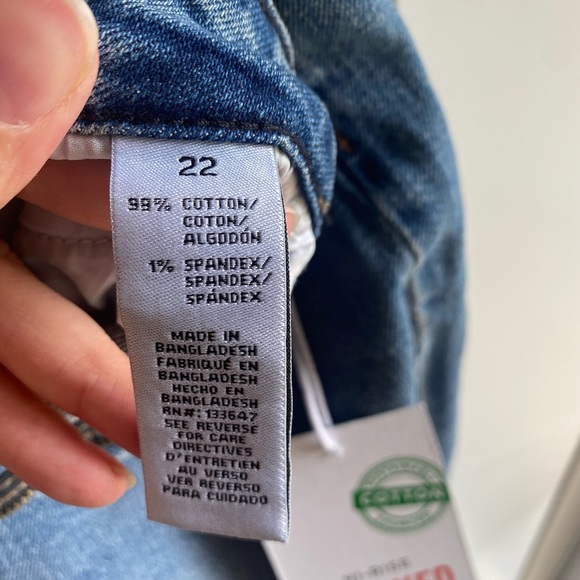 22
99% COTTON/
COTON/
ALGODÓN
1% SPANDEX/
SPANDEX/
SPÁNDEX
MADE IN
BANGLADESH
FABRIQUÉ EN
BANGLADESH
HECHO EN
BANGLADESH
RN#: 133647
SEE REVERSE
FOR CARE
DIRECTIVES
D'ENTRETIEN
AU VERSO
VER REVERSO
PARA CUIDADO
COTTON